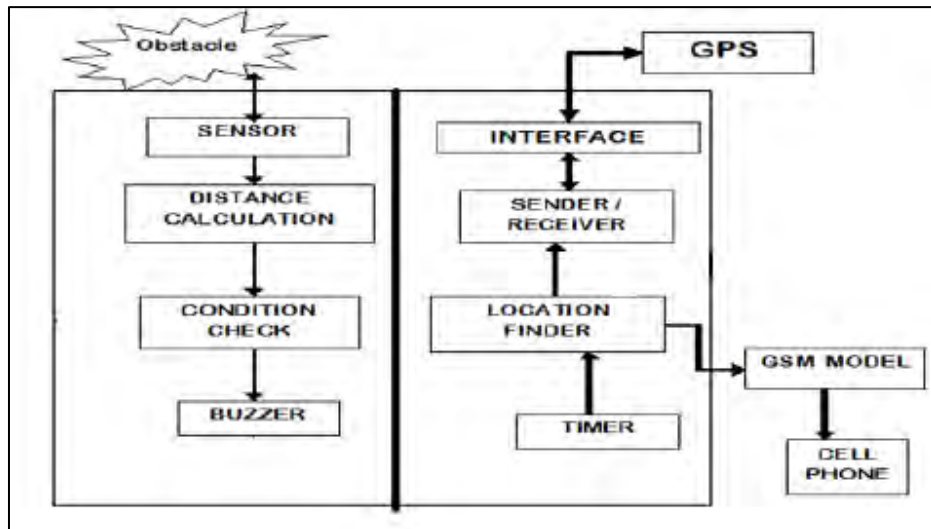 Obstacle
SENSOR
DISTANCE
CALCULATION
CONDITION
CHECK
BUZZER
GPS
INTERFACE
SENDER /
RECEIVER
LOCATION
FINDER
TIMER
GSM MODEL
CELL
PHONE